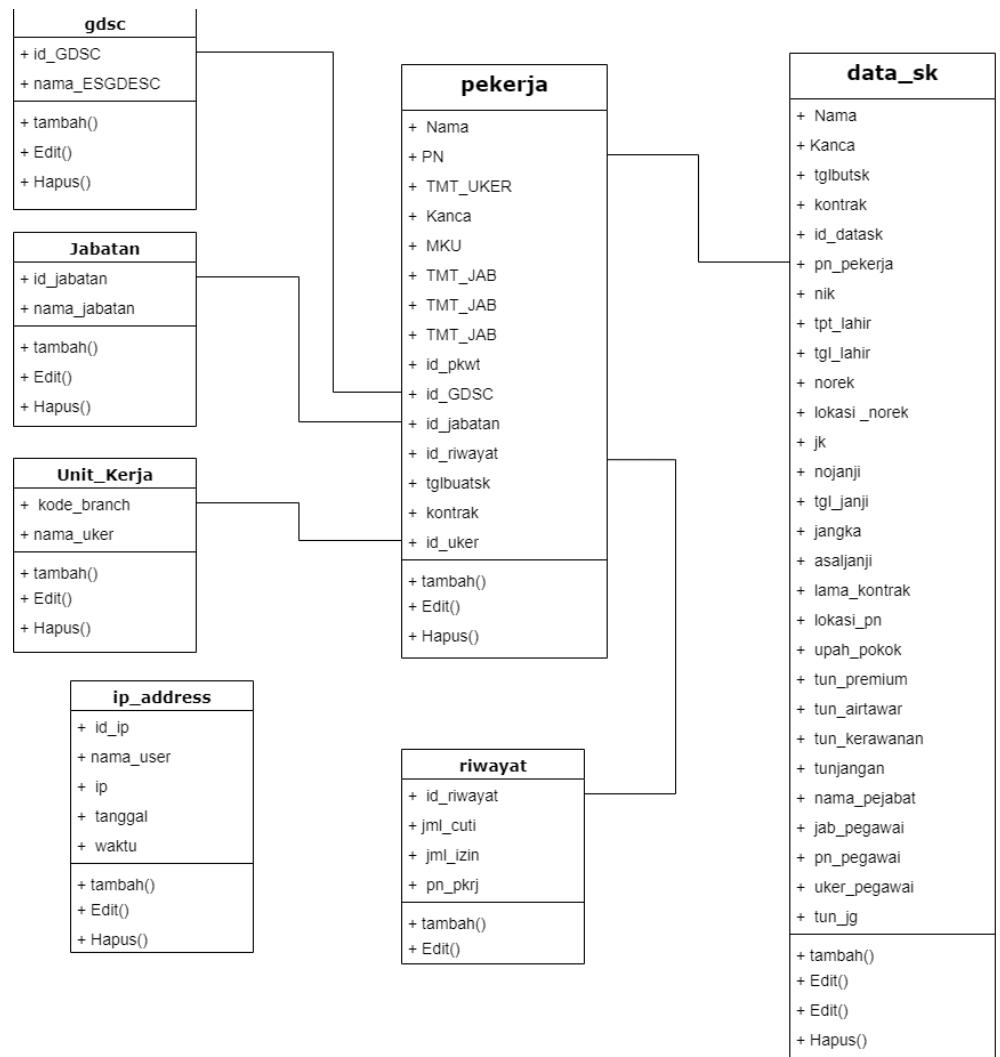 gdsc
+ id_GDSC
+ nama_ESGDESC
+ tambah()
+ Edit()
+ Hapus()
Jabatan
+ id_jabatan
+ nama_jabatan
+ tambah()
+ Edit()
+ Hapus()
Unit_Kerja
+ kode_branch
+ nama_uker
+ tambah()
+ Edit()
+ Hapus()
ip_address
+ id_ip
+ nama_user
+ ip
+ tanggal
+ waktu
+ tambah()
+ Edit()
+ Hapus()
pekerja
+ Nama
+ PN
+ TMT_UKER
+ Kanca
+ MKU
+ TMT_JAB
+ TMT_JAB
+ TMT_JAB
+ id_pkwt
+ id_GDSC
+ id_jabatan
+ id_riwayat
+ tglbuatsk
+ kontrak
+ id_uker
+ tambah()
+ Edit()
+ Hapus()
riwayat
+ id_riwayat
+ jml_cuti
+ jml_izin
+ pn_pkrj
+ tambah()
+ Edit()
data_sk
+ Nama
+ Kanca
+ tglbutsk
+ kontrak
+ id_datask
+ pn_pekerja
+ nik
+ tpt_lahir
+ tgl_lahir
+ norek
+ lokasi _norek
+ jk
+ nojanji
+ tgl_janji
+ jangka
+ asaljanji
+ lama_kontrak
+ lokasi_pn
+ upah_pokok
+ tun_premium
+ tun_airtawar
+ tun_kerawanan
+ tunjangan
+ nama_pejabat
+ jab_pegawai
+ pn_pegawai
+ uker_pegawai
+ tun_jg
+ tambah()
+ Edit()
+ Edit()
+ Hapus()